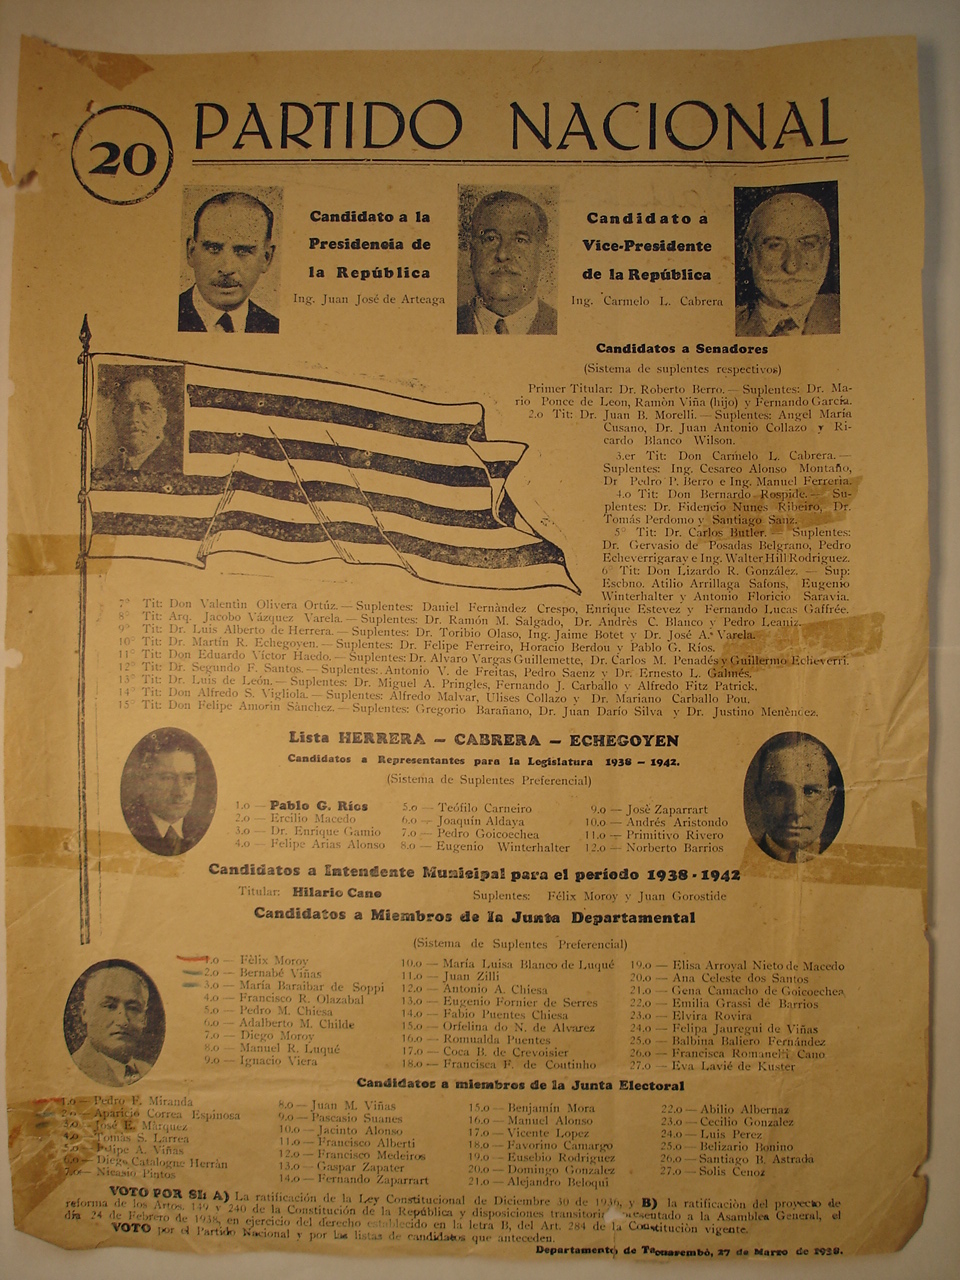 20
PARTIDO NACIONAL
Candidato a la
Presidencia de
la República
Ing. Juan José de Arteaga
Candidato a
Vice-Presidente
de la República
Ing. Carmelo L. Cabrera
Candidatos a Senadores
(Sistema de suplentes respectivos)
Primer Titular: Dr. Roberto Berro. — Suplentes: Dr. Ma-
rio Ponce de Leon, Ramòn Viña (hijo) y Fernando García.
2.o Tit: Dr. Juan B. Morelli. — Suplentes: Angel María
Cusano, Dr. Juan Antonio Collazo y Ri-
cardo Blanco Wilson.
3.er Tit: Don Carmelo L. Cabrera. —
Suplentes: Ing. Cesareo Alonso Montaño,
Dr Pedro P. Berro e Ing. Manuel Ferreria.
4.o Tit: Don Bernardo Rospide. — Su-
plentes: Dr. Fidencio Nunes Ribeiro, Dr.
Tomás Perdomo y Santiago Sanz.
5° Tit: Dr. Carlos Butler. — Suplentes:
Dr. Gervasio de Posadas Belgrano, Pedro
Echeverrigaray e Ing. Walter Hill Rodriguez.
6° Tit: Don Lizardo R. González. — Sup:
Escbno. Atilio Arrillaga Safons, Eugenio
Winterhalter y Antonio Floricio Saravia.
7° Tit: Don Valentin Olivera Ortúz. — Suplentes: Daniel Fernàndez Crespo, Enrique Estevez y Fernando Lucas Gaffrée.
8° Tit: Arq. Jacobo Vázquez Varela. — Suplentes: Dr. Ramón M. Salgado, Dr. Andrès C. Blanco y Pedro Leaniz.
9° Tit: Dr. Luis Alberto de Herrera. — Suplentes: Dr. Toribio Olaso, Ing. Jaime Botet y Dr. José A.ª Varela.
10° Tit: Dr. Martín R. Echegoyen. — Suplentes: Dr. Felipe Ferreiro, Horacio Berdou y Pablo G. Ríos.
11° Tit: Don Eduardo Víctor Haedo. — Suplentes: Dr. Alvaro Vargas Guillemette, Dr. Carlos M. Penadés y Guillermo Echeverri.
12° Tit: Dr. Segundo F. Santos. — Suplentes: Antonio V. de Freitas, Pedro Saenz y Dr. Ernesto L. Galmés.
13° Tit: Dr. Luis de León. — Suplentes: Dr. Miguel A. Pringles, Fernando J. Carballo y Alfredo Fitz Patrick.
14° Tit: Don Alfredo S. Vigliola. — Suplentes: Alfredo Malvar, Ulises Collazo y Dr. Mariano Carballo Pou.
15° Tit: Don Felipe Amorin Sànchez. — Suplentes: Gregorio Barañano, Dr. Juan Darío Silva y Dr. Justino Menèndez.
Lista HERRERA – CABRERA – ECHEGOYEN
Candidatos a Representantes para la Legislatura 1938 – 1942.
(Sistema de Suplentes Preferencial)
1.o — Pablo G. Ríos
2.o — Ercilio Macedo
3.o — Dr. Enrique Gamio
4.o — Felipe Arias Alonso
5.o — Teófilo Carneiro
6.o — Joaquín Aldaya
7.o — Pedro Goicoechea
8.o — Eugenio Winterhalter
9.o — Josè Zaparrart
10.o — Andrés Aristondo
11.o — Primitivo Rivero
12.o — Norberto Barrios
Candidatos a Intendente Municipal para el período 1938 - 1942
Titular: Hilario Cano Suplentes: Félix Moroy y Juan Gorostide
Candidatos a Miembros de la Junta Departamental
(Sistema de Suplentes Preferencial)
1.o — Fèlix Moroy
2.o — Bernabé Viñas
3.o — María Baraibar de Soppi
4.o — Francisco R. Olazabal
5.o — Pedro M. Chiesa
6.o — Adalberto M. Childe
7.o — Diego Moroy
8.o — Manuel R. Luqué
9.o — Ignacio Viera
10.o — María Luisa Blanco de Luqué
11.o — Juan Zilli
12.o — Antonio A. Chiesa
13.o — Eugenio Fornier de Serres
14.o — Fabio Puentes Chiesa
15.o — Orfelina do N. de Alvarez
16.o — Romualda Puentes
17.o — Coca B. de Crevoisier
18.o — Francisca F. de Coutinho
19.o — Elisa Arroyal Nieto de Macedo
20.o — Ana Celeste dos Santos
21.o — Gena Camacho de Goicoechea
22.o — Emilia Grassi de Barrios
23.o — Elvira Rovira
24.o — Felipa Jauregui de Viñas
25.o — Balbina Baliero Fernández
26.o — Francisca Romanelli Cano
27.o — Eva Lavié de Kuster
Candidatos a miembros de la Junta Electoral
1.o — Pedro F. Miranda
2.o — Aparicio Correa Espinosa
3.o — José E. Màrquez
4.o — Tomás S. Larrea
5.o — Felipe A. Viñas
6.o — Diego Catalogne Herràn
7.o — Nicasio Pintos
8.o — Juan M. Viñas
9.o — Pascasio Suanes
10.o — Jacinto Alonso
11.o — Francisco Alberti
12.o — Francisco Medeiros
13.o — Gaspar Zapater
14.o — Fernando Zaparrart
15.o — Benjamín Mora
16.o — Manuel Alonso
17.o — Vicente Lopez
18.o — Favorino Camargo
19.o — Eusebio Rodriguez
20.o — Domingo Gonzalez
21.o — Alejandro Beloqui
22.o — Abilio Albernaz
23.o — Cecilio Gonzalez
24.o — Luis Perez
25.o — Belizario Bonino
26.o — Santiago B. Astrada
27.o — Solis Cenoz
VOTO POR SI: A) La ratificación de la Ley Constitucional de Diciembre 30 de 1936, y B) la ratificaciòn del proyecto de
reforma de los Artos. 149 y 240 de la Constitución de la República y disposiciones transitorias presentado a la Asamblea General, el
día 24 de Febrero de 1938, en ejercicio del derecho establecido en la letra B, del Art. 284 de la Constitución vigente.
VOTO por el Partido Nacional y por las listas de candidatos que anteceden.
Departamento de Tacuarembó, 27 de Marzo de 1938.